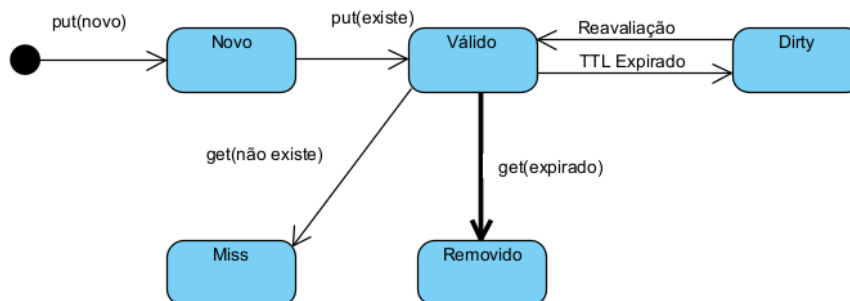 put(novo)
Novo
put(existe)
Válido
Reavaliação
TTL Expirado
Dirty
get(não existe)
get(expirado)
Miss
Removido